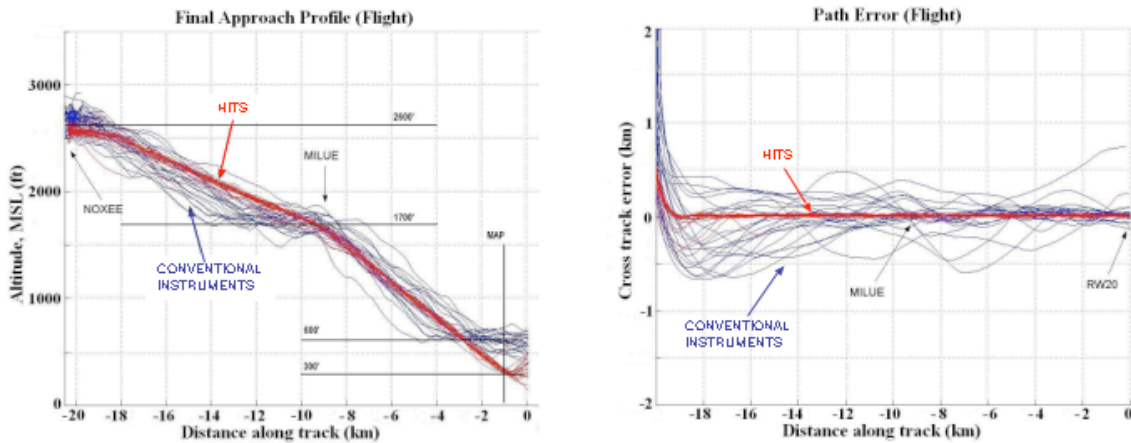 Final Approach Profile (Flight)
Altitude, MSL (ft)
3000
2000
1000
0
HITS
2600'
MILUE
NOXEE
1700'
MAP
CONVENTIONAL
INSTRUMENTS
600'
300'
-20 -18 -16 -14 -12 -10 -8 -6 -4 -2 0
Distance along track (km)
Path Error (Flight)
Cross track error (km)
2
1
0
-1
-2
HITS
MILUE
RW20
CONVENTIONAL
INSTRUMENTS
-18 -16 -14 -12 -10 -8 -6 -4 -2 0
Distance along track (km)